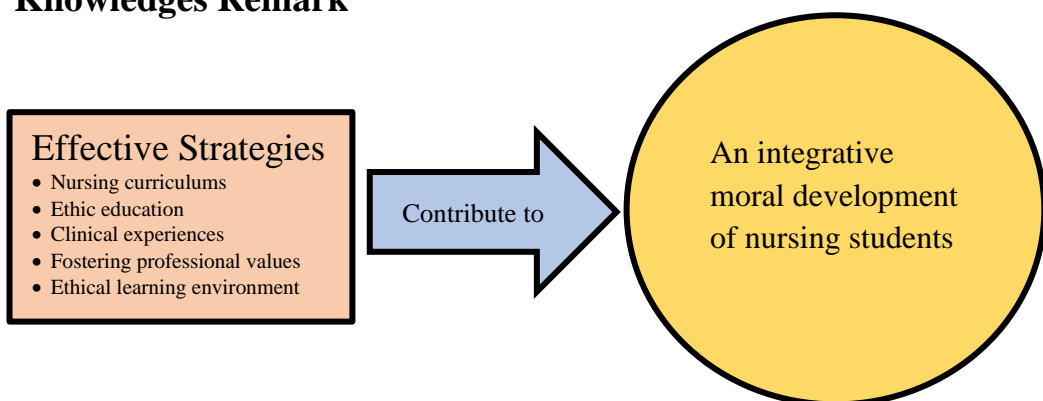 Knowledges Remark
Effective Strategies
• Nursing curriculums
• Ethic education
• Clinical experiences
• Fostering professional values
• Ethical learning environment
Contribute to
An integrative
moral development
of nursing students